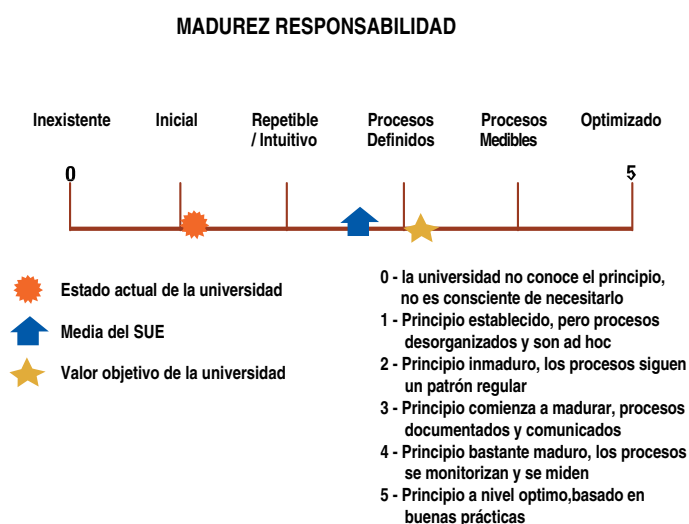 MADUREZ RESPONSABILIDAD
Inexistente
Inicial
Repetible
/ Intuitivo
Procesos
Definidos
Procesos
Medibles
Optimizado
0
5
Estado actual de la universidad
Media del SUE
Valor objetivo de la universidad
0 - la universidad no conoce el principio,
no es consciente de necesitarlo
1 - Principio establecido, pero procesos
desorganizados y son ad hoc
2 - Principio inmaduro, los procesos siguen
un patrón regular
3 - Principio comienza a madurar, procesos
documentados y comunicados
4 - Principio bastante maduro, los procesos
se monitorizan y se miden
5 - Principio a nivel optimo,basado en
buenas prácticas